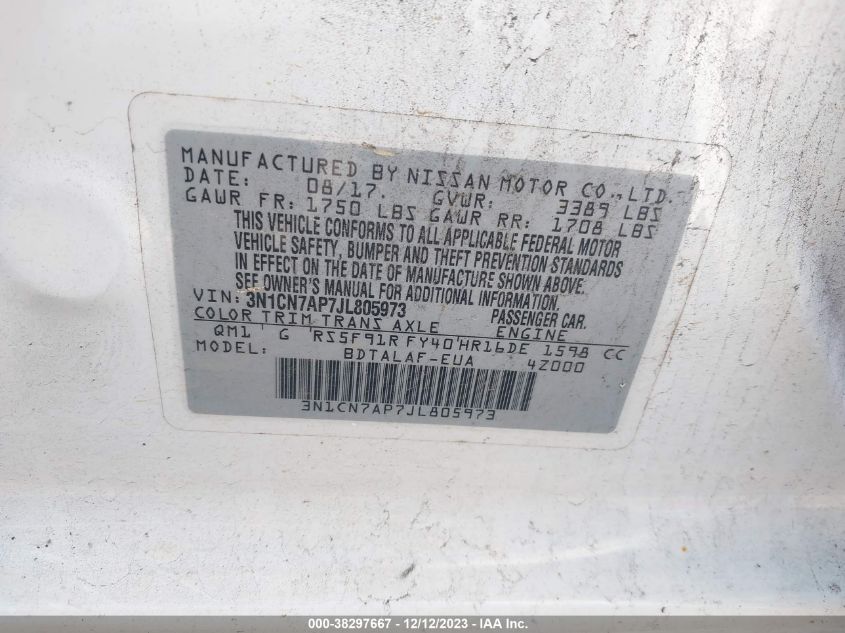 MANUFACTURED BY NISSAN MOTOR CO., LTD.
DATE: 08/17. GVWR: 3389 LBS
GAWR FR: 1750 LBS GAWR RR: 1708 LBS
THIS VEHICLE CONFORMS TO ALL APPLICABLE FEDERAL MOTOR
VEHICLE SAFETY, BUMPER AND THEFT PREVENTION STANDARDS
IN EFFECT ON THE DATE OF MANUFACTURE SHOWN ABOVE.
SEE OWNER'S MANUAL FOR ADDITIONAL INFORMATION.
VIN: 3N1CN7AP7JL805973 PASSENGER CAR.
COLOR TRIM TRANS AXLE ENGINE
QM1 ' G ' RS5F91R FY40 ' HR16DE 1598 CC
MODEL: BDTALAF-EUA 4Z000
3N1CN7AP7JL805973
000-38297667 - 12/12/2023 - IAA Inc.